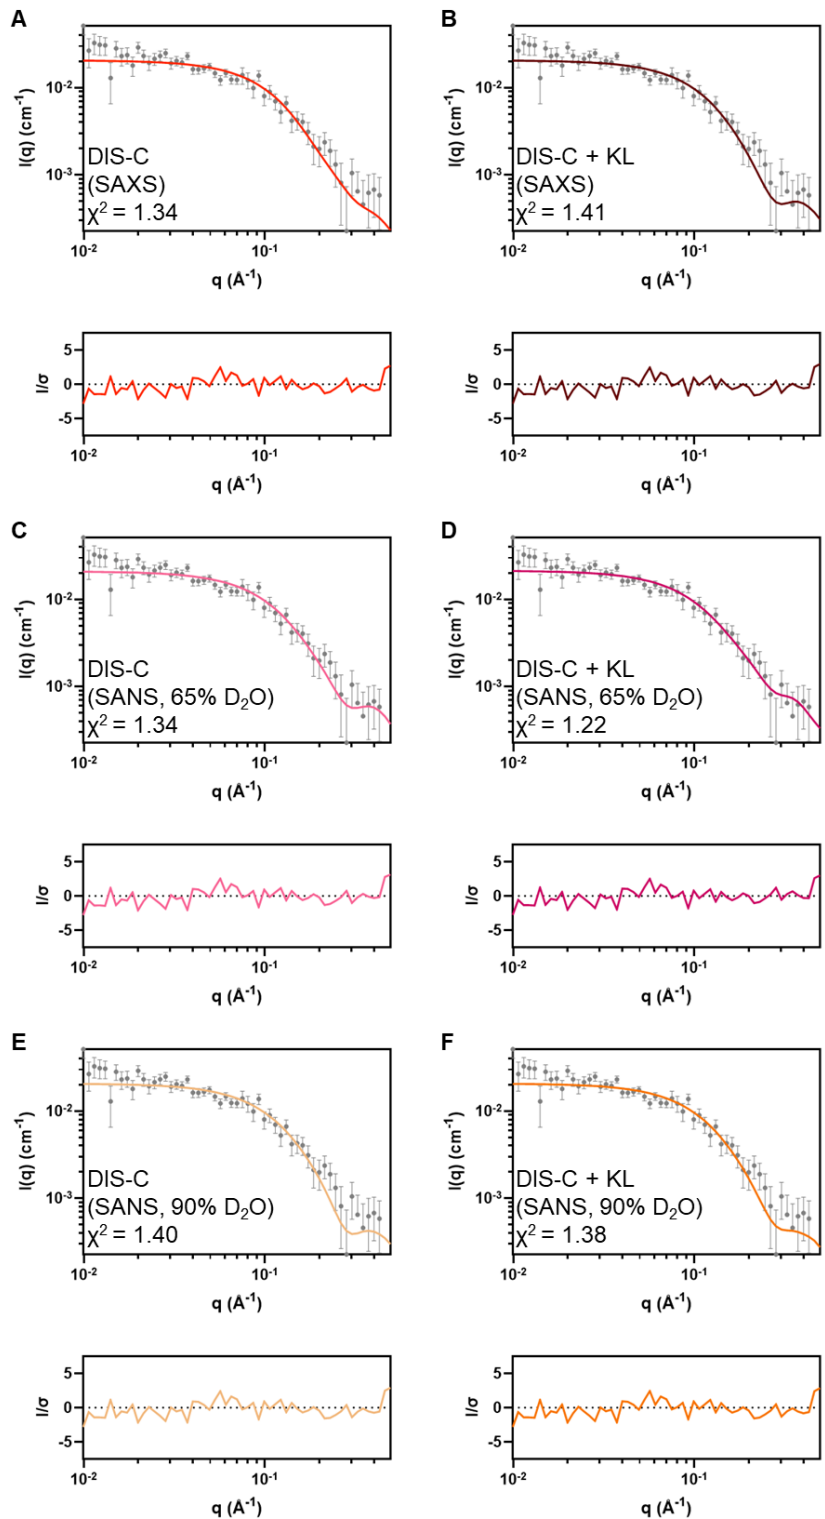 A
I(q) (cm⁻¹)
10⁻²
10⁻³
DIS-C
(SAXS)
χ² = 1.34
10⁻² 10⁻¹
q (Å⁻¹)
I/σ
5
0
-5
10⁻² 10⁻¹
q (Å⁻¹)
B
I(q) (cm⁻¹)
10⁻²
10⁻³
DIS-C + KL
(SAXS)
χ² = 1.41
10⁻² 10⁻¹
q (Å⁻¹)
I/σ
5
0
-5
10⁻² 10⁻¹
q (Å⁻¹)
C
I(q) (cm⁻¹)
10⁻²
10⁻³
DIS-C
(SANS, 65% D₂O)
χ² = 1.34
10⁻² 10⁻¹
q (Å⁻¹)
I/σ
5
0
-5
10⁻² 10⁻¹
q (Å⁻¹)
D
I(q) (cm⁻¹)
10⁻²
10⁻³
DIS-C + KL
(SANS, 65% D₂O)
χ² = 1.22
10⁻² 10⁻¹
q (Å⁻¹)
I/σ
5
0
-5
10⁻² 10⁻¹
q (Å⁻¹)
E
I(q) (cm⁻¹)
10⁻²
10⁻³
DIS-C
(SANS, 90% D₂O)
χ² = 1.40
10⁻² 10⁻¹
q (Å⁻¹)
I/σ
5
0
-5
10⁻² 10⁻¹
q (Å⁻¹)
F
I(q) (cm⁻¹)
10⁻²
10⁻³
DIS-C + KL
(SANS, 90% D₂O)
χ² = 1.38
10⁻² 10⁻¹
q (Å⁻¹)
I/σ
5
0
-5
10⁻² 10⁻¹
q (Å⁻¹)